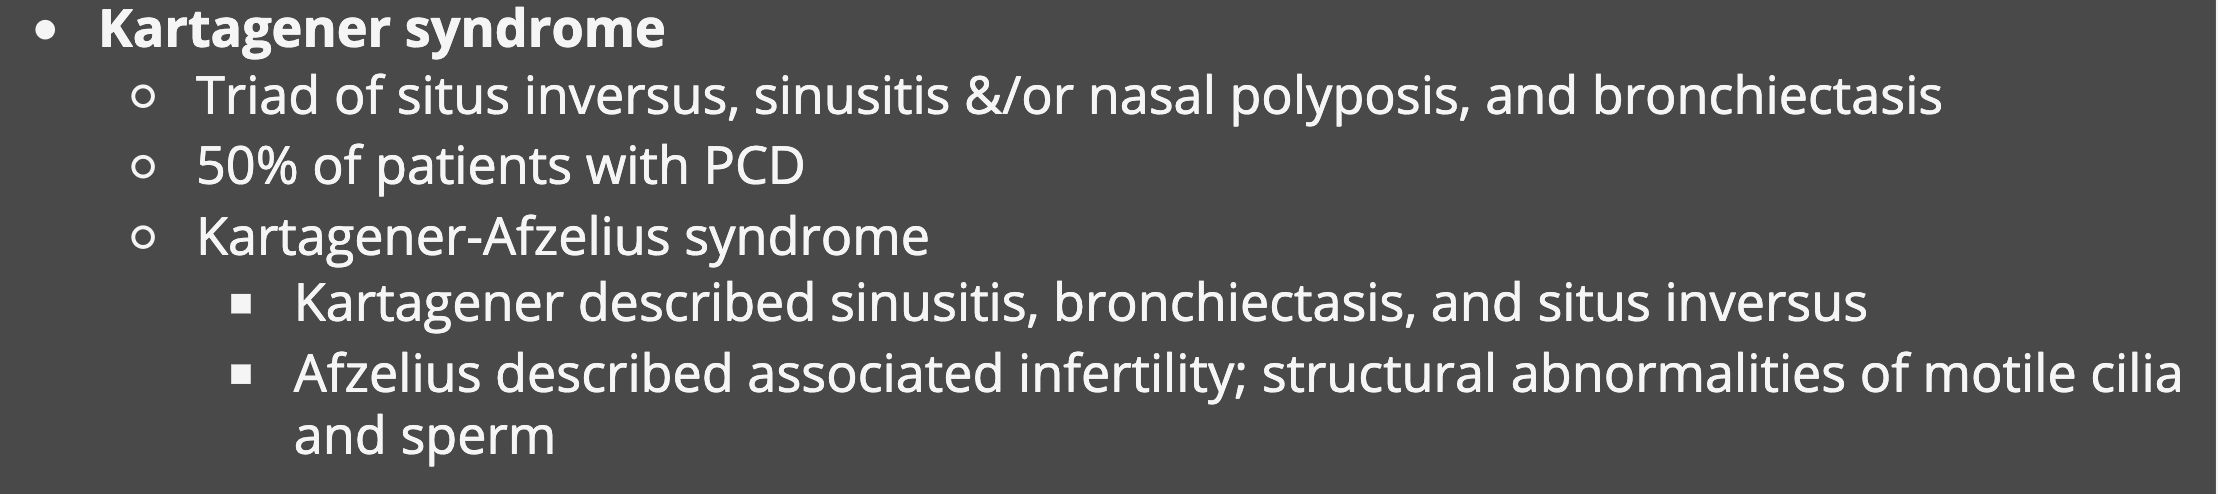 • Kartagener syndrome
○ Triad of situs inversus, sinusitis &/or nasal polyposis, and bronchiectasis
○ 50% of patients with PCD
○ Kartagener-Afzelius syndrome
▪ Kartagener described sinusitis, bronchiectasis, and situs inversus
▪ Afzelius described associated infertility; structural abnormalities of motile cilia
and sperm